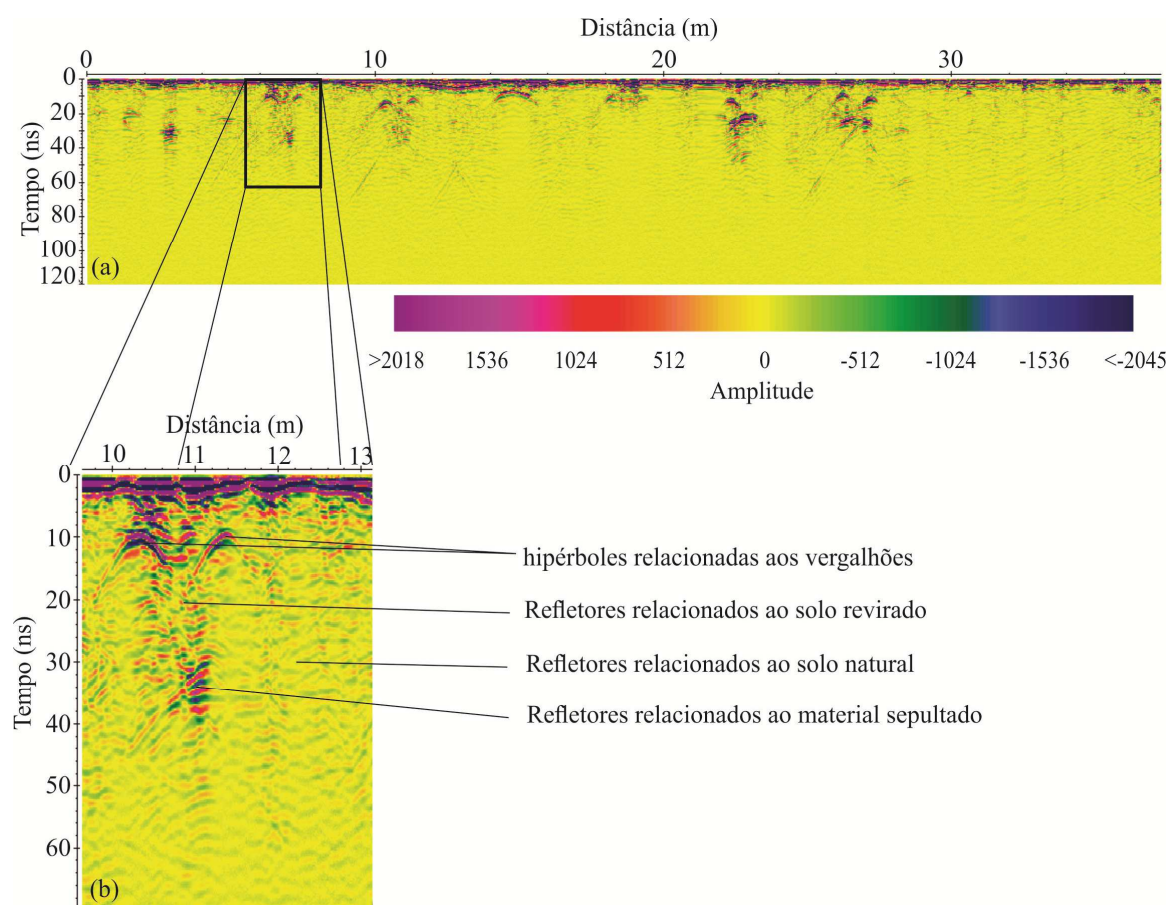 Distância (m)
0 10 20 30
Tempo (ns)
0
20
40
60
80
100
120
(a)
>2018 1536 1024 512 0 -512 -1024 -1536 <-2045
Amplitude
Distância (m)
10 11 12 13
Tempo (ns)
0
10
20
30
40
50
60
hipérboles relacionadas aos vergalhões
Refletores relacionados ao solo revirado
Refletores relacionados ao solo natural
Refletores relacionados ao material sepultado
(b)